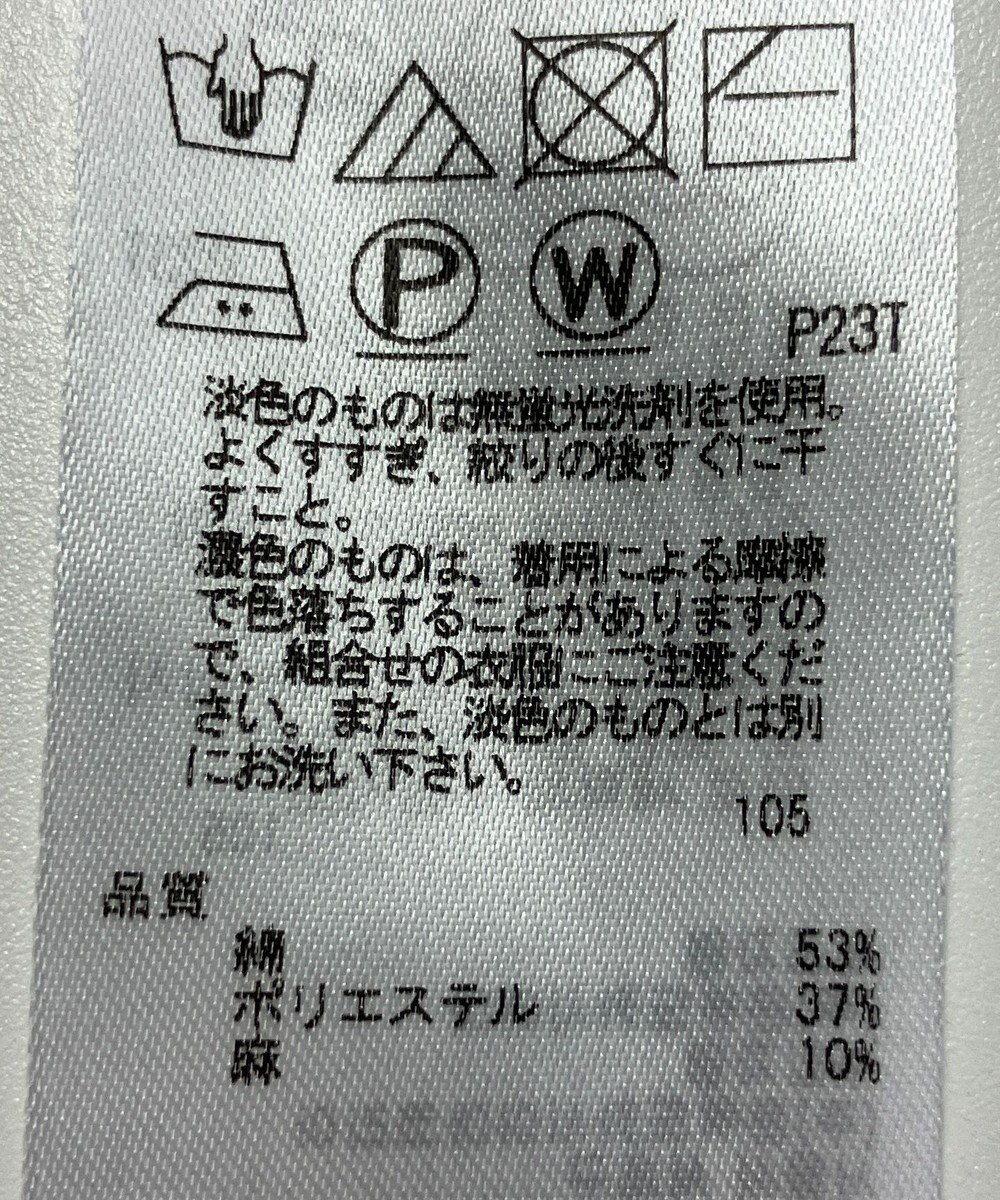 P W
P23T
淡色のものは無蛍光洗剤を使用。
よくすすぎ、絞りの後すぐに干
すこと。
濃色のものは、着用による摩擦
で色落ちすることがありますの
で、組合せの衣服にご注意くだ
さい。また、淡色のものとは別
にお洗い下さい。
105
品質
綿 53%
ポリエステル 37%
麻 10%